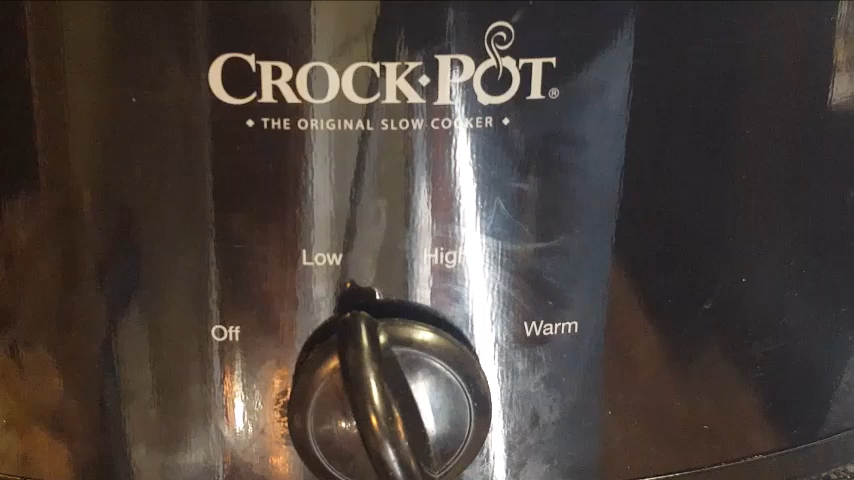 CROCK·POT®
◆ THE ORIGINAL SLOW COOKER ◆
Low High
Off Warm